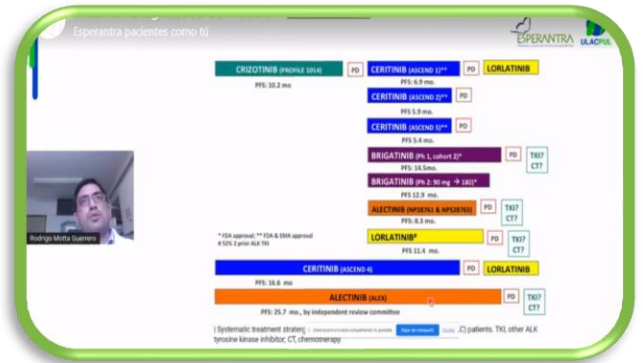 Esperantra pacientes como tú
ESPERANTRA
ULACPUL
CRIZOTINIB (PROFILE 1014)
PD
CERITINIB (ASCEND 1)**
PD
LORLATINIB
PFS: 10.2 mo
PFS: 6.9 mo.
CERITINIB (ASCEND 2)**
PD
PFS 5.9 mo.
CERITINIB (ASCEND 5)**
PD
PFS 5.4 mo.
BRIGATINIB (Ph 1, cohort 2)*
PD
TKI?
CT?
PFS: 14.5mo.
BRIGATINIB (Ph 2: 90 mg → 180)*
PFS 12.9 mo.
ALECTINIB (NP28761 & NP528763)
PD
TKI?
CT?
PFS: 8.3 mo.
* FDA approval; ** FDA & EMA approval
# 52% 3 prior ALK TKI
LORLATINIB#
PD
TKI?
CT?
PFS 11.4 mo.
Rodrigo Motta Guerrero
CERITINIB (ASCEND 4)
PD
LORLATINIB
PFS: 16.6 mo
ALECTINIB (ALEX)
PD
TKI?
CT?
PFS: 25.7 mo., by independent review committee
| Systematic treatment strateg
Dejar de compartir
.C) patients. TKI, other ALK
tyrosine kinase inhibitor; CT, chemotherapy.